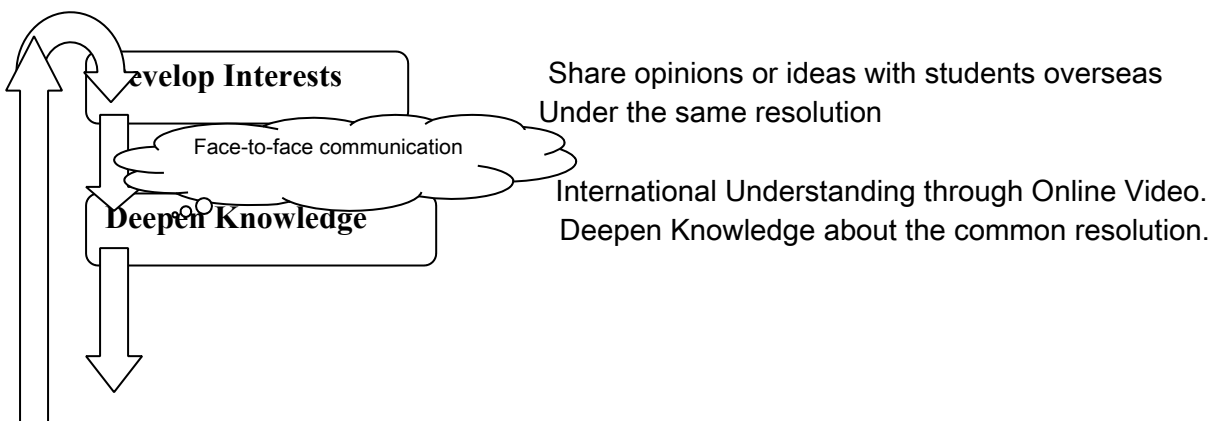 evelop Interests
Share opinions or ideas with students overseas
Under the same resolution
Face-to-face communication
International Understanding through Online Video.
Deepen Knowledge
Deepen Knowledge about the common resolution.